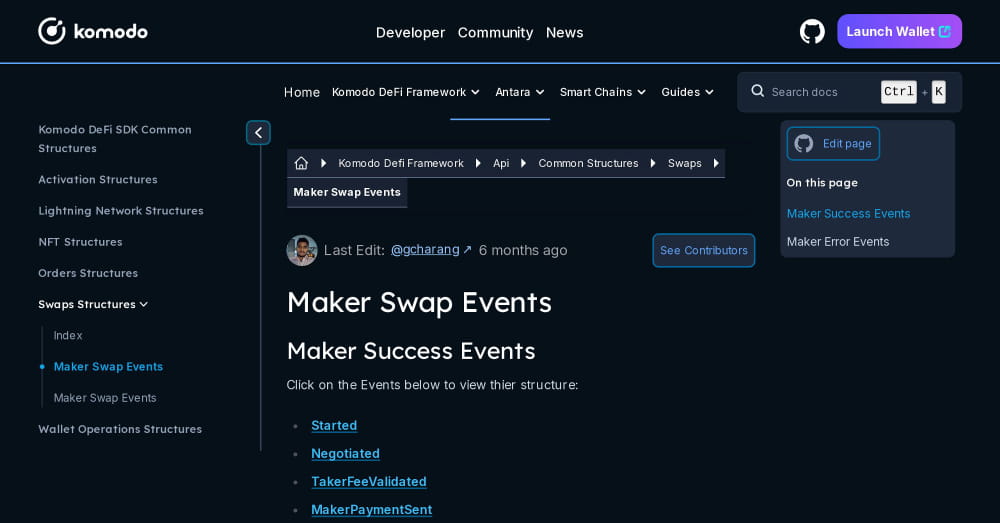 komodo
Developer Community News
Launch Wallet
Home Komodo DeFi Framework Antara Smart Chains Guides
Search docs Ctrl + K
Komodo DeFi SDK Common
Structures
Activation Structures
Lightning Network Structures
NFT Structures
Orders Structures
Swaps Structures
Index
Maker Swap Events
Maker Swap Events
Wallet Operations Structures
Komodo Defi Framework Api Common Structures Swaps
Maker Swap Events
Last Edit: @gcharang ↗ 6 months ago
See Contributors
Maker Swap Events
Maker Success Events
Click on the Events below to view thier structure:
Started
Negotiated
TakerFeeValidated
MakerPaymentSent
Edit page
On this page
Maker Success Events
Maker Error Events